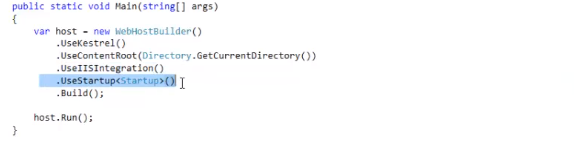 public static void Main(string[] args)
{
var host = new WebHostBuilder()
.UseKestrel()
.UseContentRoot(Directory.GetCurrentDirectory())
.UseIISIntegration()
.UseStartup<Startup>()
.Build();
host.Run();
}